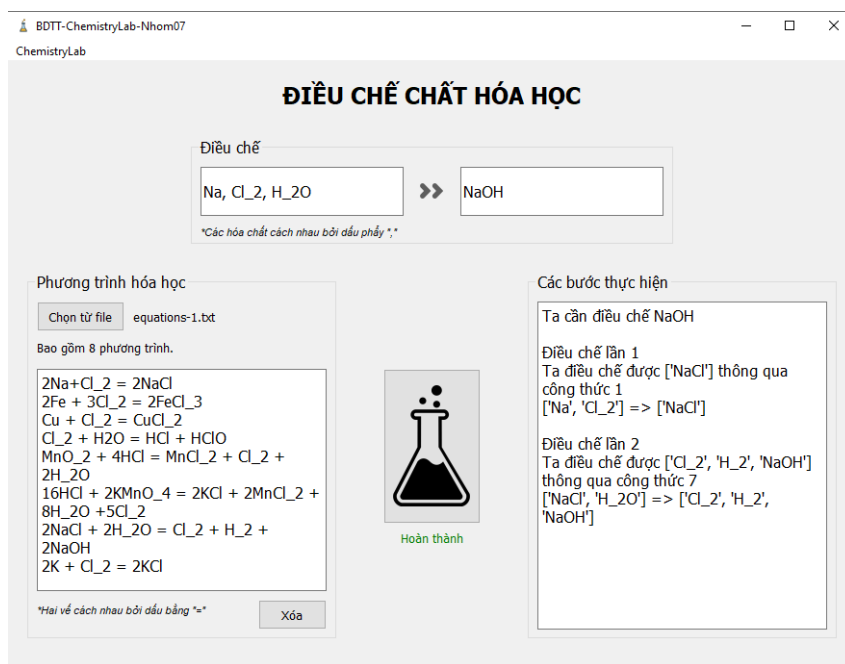 BDTT-ChemistryLab-Nhom07
ChemistryLab
ĐIỀU CHẾ CHẤT HÓA HỌC
Điều chế
Na, Cl_2, H_2O
NaOH
*Các hóa chất cách nhau bởi dấu phẩy ","
Phương trình hóa học
Chọn từ file
equations-1.txt
Bao gồm 8 phương trình.
2Na+Cl_2 = 2NaCl
2Fe + 3Cl_2 = 2FeCl_3
Cu + Cl_2 = CuCl_2
Cl_2 + H2O = HCl + HClO
MnO_2 + 4HCl = MnCl_2 + Cl_2 +
2H_2O
16HCl + 2KMnO_4 = 2KCl + 2MnCl_2 +
8H_2O +5Cl_2
2NaCl + 2H_2O = Cl_2 + H_2 +
2NaOH
2K + Cl_2 = 2KCl
*Hai vế cách nhau bởi dấu bằng "="
Xóa
Hoàn thành
Các bước thực hiện
Ta cần điều chế NaOH
Điều chế lần 1
Ta điều chế được ['NaCl'] thông qua
công thức 1
['Na', 'Cl_2'] => ['NaCl']
Điều chế lần 2
Ta điều chế được ['Cl_2', 'H_2', 'NaOH']
thông qua công thức 7
['NaCl', 'H_2O'] => ['Cl_2', 'H_2',
'NaOH']